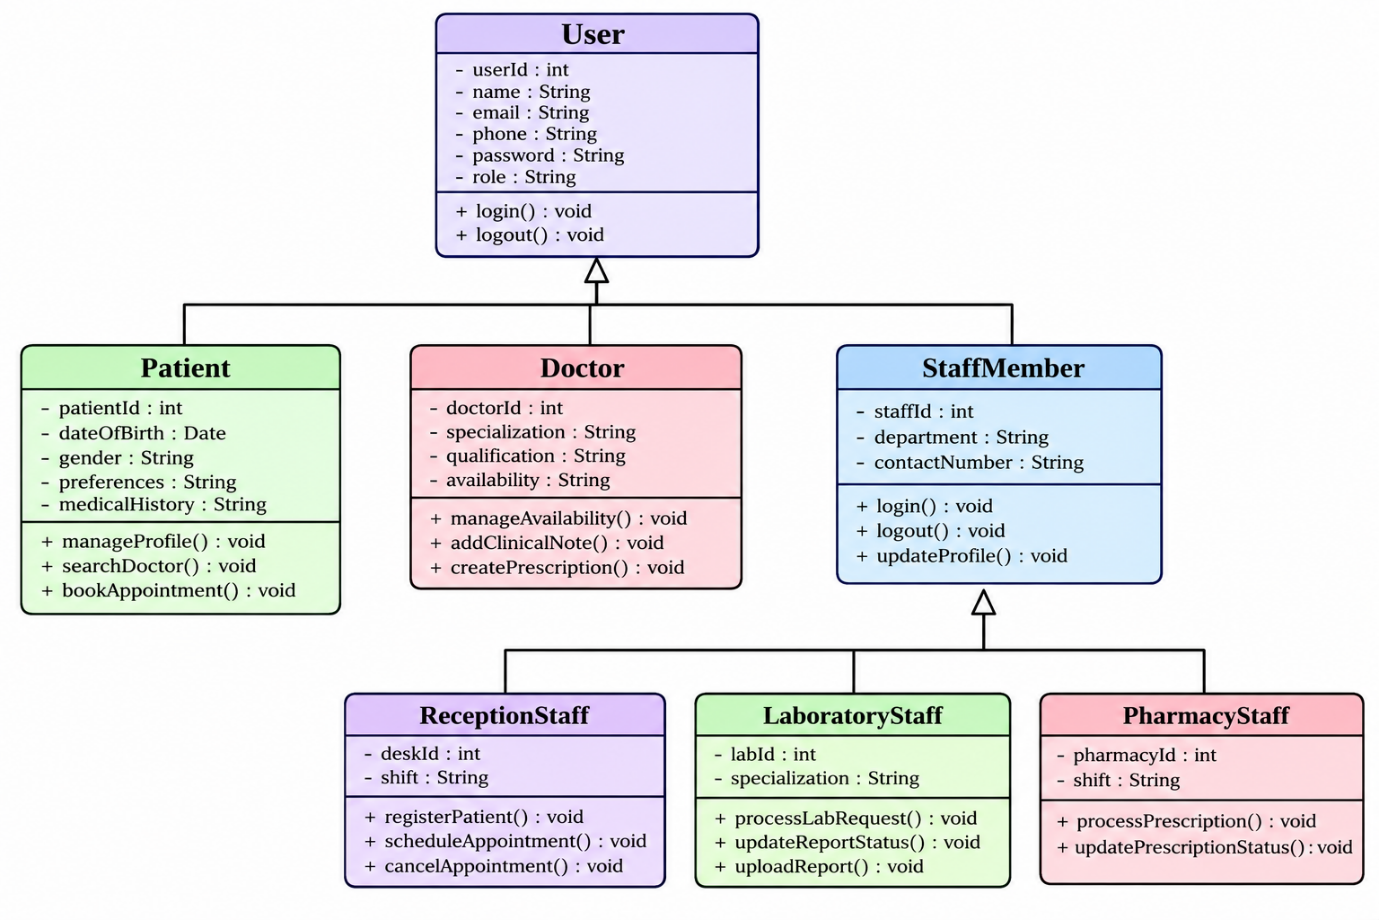 User
- userId : int
- name : String
- email : String
- phone : String
- password : String
- role : String
+ login() : void
+ logout() : void
Patient
- patientId : int
- dateOfBirth : Date
- gender : String
- preferences : String
- medicalHistory : String
+ manageProfile() : void
+ searchDoctor() : void
+ bookAppointment() : void
Doctor
- doctorId : int
- specialization : String
- qualification : String
- availability : String
+ manageAvailability() : void
+ addClinicalNote() : void
+ createPrescription() : void
StaffMember
- staffId : int
- department : String
- contactNumber : String
+ login() : void
+ logout() : void
+ updateProfile() : void
ReceptionStaff
- deskId : int
- shift : String
+ registerPatient() : void
+ scheduleAppointment() : void
+ cancelAppointment() : void
LaboratoryStaff
- labId : int
- specialization : String
+ processLabRequest() : void
+ updateReportStatus() : void
+ uploadReport() : void
PharmacyStaff
- pharmacyId : int
- shift : String
+ processPrescription() : void
+ updatePrescriptionStatus() : void